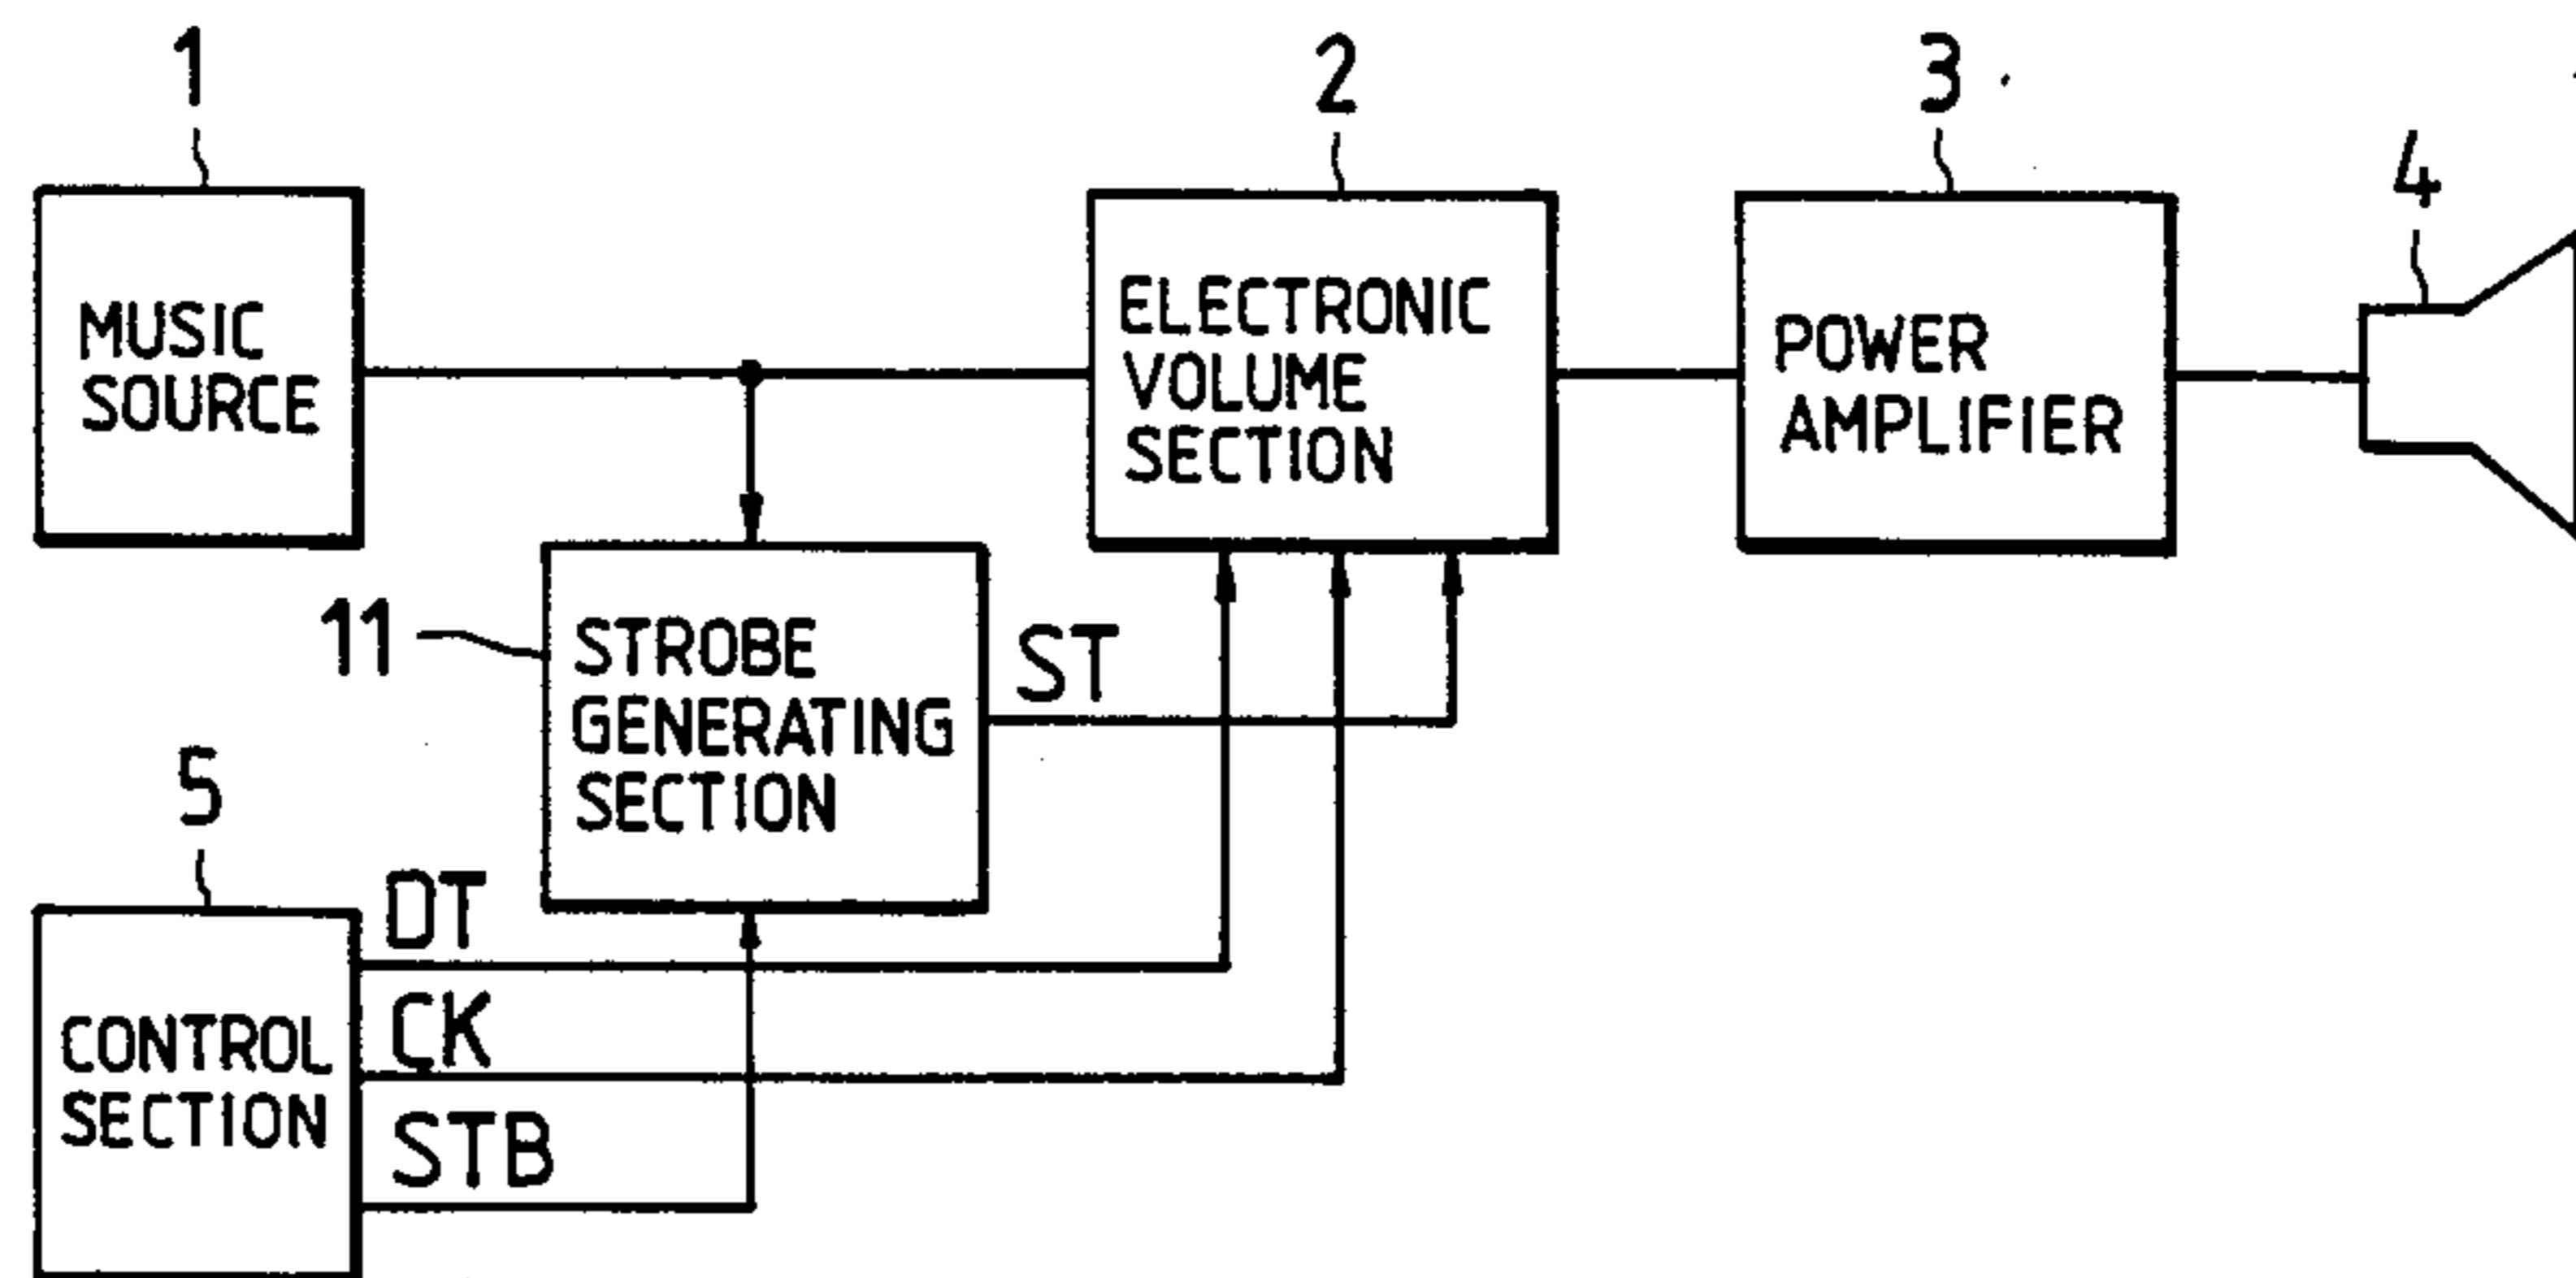 1
2
3
4
MUSIC
SOURCE
ELECTRONIC
VOLUME
SECTION
POWER
AMPLIFIER
11
STROBE
GENERATING
SECTION
ST
5
DT
CK
STB
CONTROL
SECTION